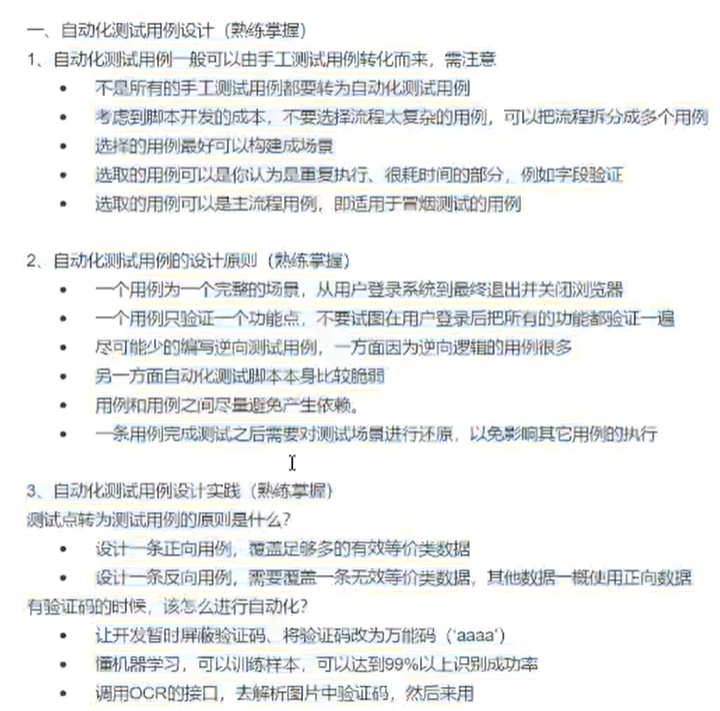 一、自动化测试用例设计（熟练掌握）
1、自动化测试用例一般可以由手工测试用例转化而来，需注意
• 不是所有的手工测试用例都要转为自动化测试用例
• 考虑到脚本开发的成本，不要选择流程太复杂的用例，可以把流程拆分成多个用例
• 选择的用例最好可以构建成场景
• 选取的用例可以是你认为是重复执行、很耗时间的部分，例如字段验证
• 选取的用例可以是主流程用例，即适用于冒烟测试的用例
2、自动化测试用例的设计原则（熟练掌握）
• 一个用例为一个完整的场景，从用户登录系统到最终退出并关闭浏览器
• 一个用例只验证一个功能点，不要试图在用户登录后把所有的功能都验证一遍
• 尽可能少的编写逆向测试用例，一方面因为逆向逻辑的用例很多
• 另一方面自动化测试脚本本身比较脆弱
• 用例和用例之间尽量避免产生依赖。
• 一条用例完成测试之后需要对测试场景进行还原，以免影响其它用例的执行
3、自动化测试用例设计实践（熟练掌握）
测试点转为测试用例的原则是什么？
• 设计一条正向用例，覆盖足够多的有效等价类数据
• 设计一条反向用例，需要覆盖一条无效等价类数据，其他数据一概使用正向数据
有验证码的时候，该怎么进行自动化？
• 让开发暂时屏蔽验证码、将验证码改为万能码（‘aaaa’）
• 懂机器学习，可以训练样本，可以达到99%以上识别成功率
• 调用OCR的接口，去解析图片中验证码，然后来用